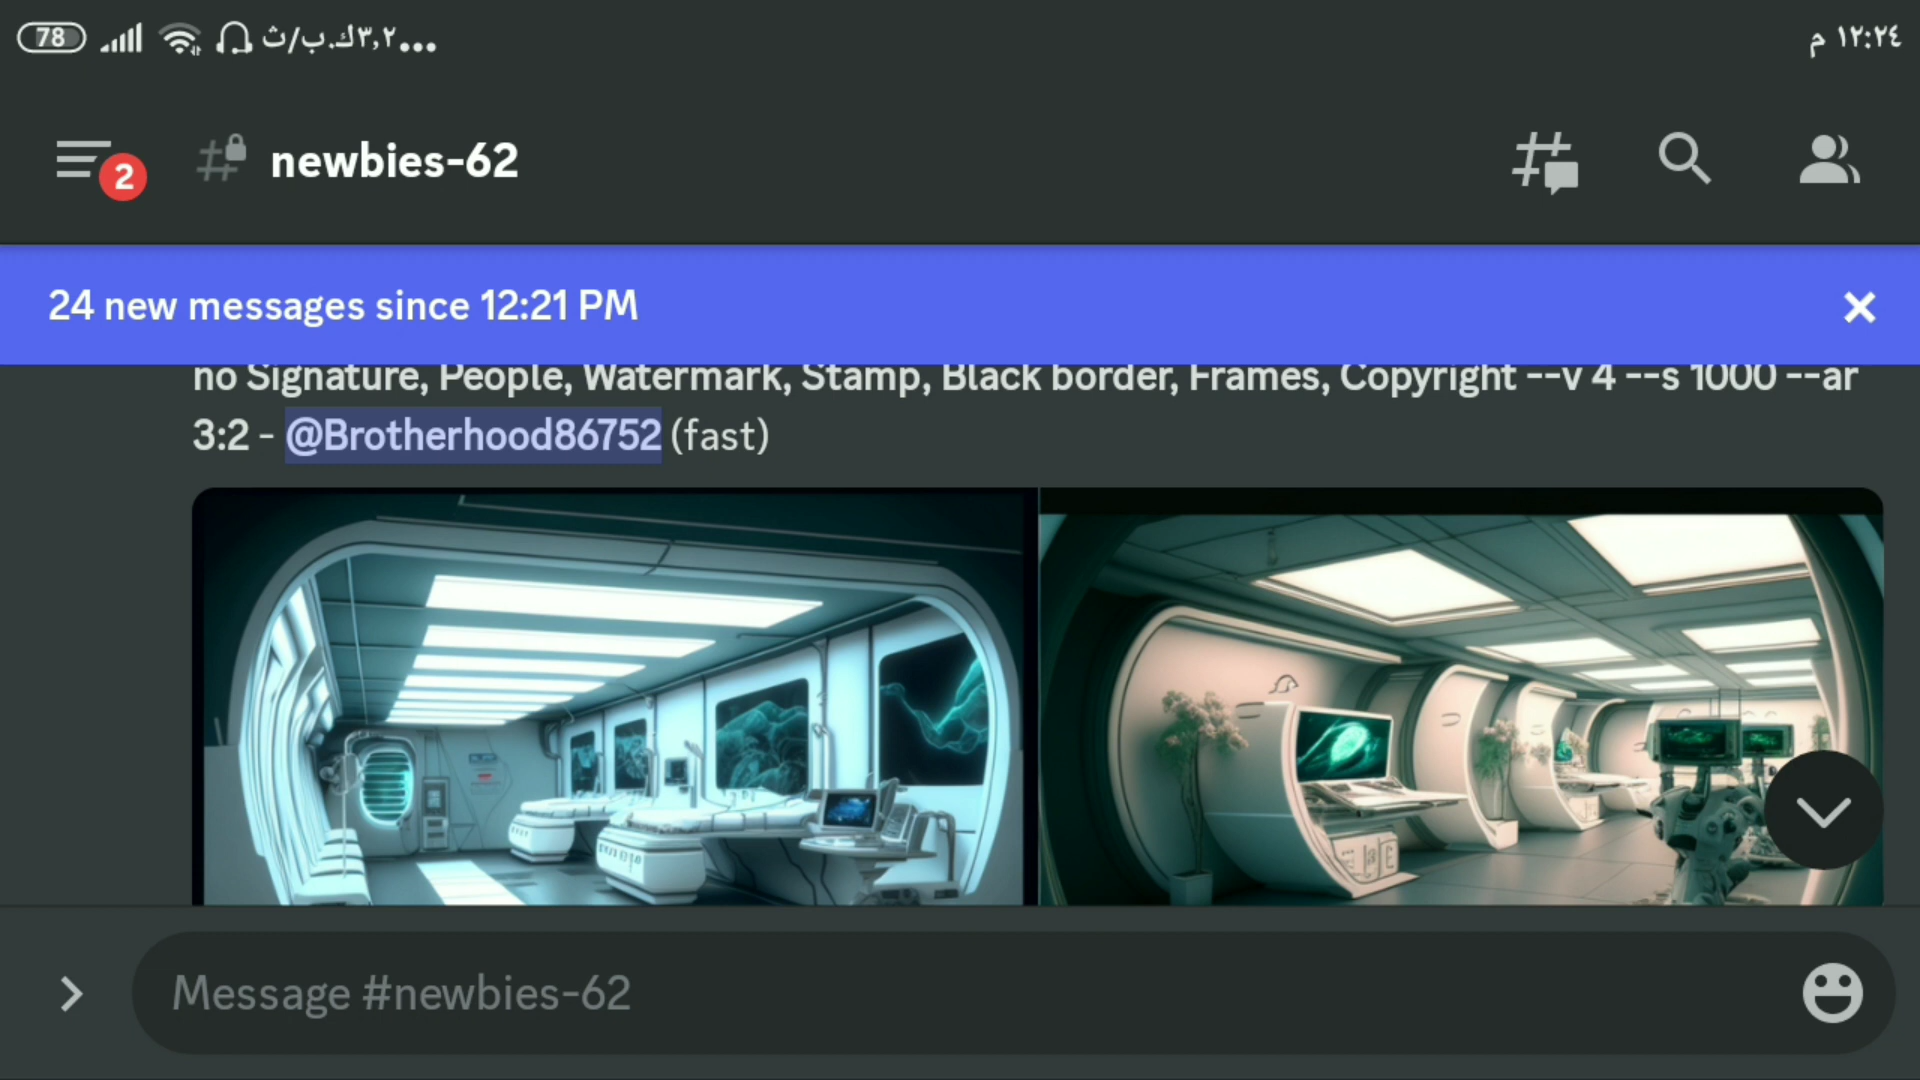 78 ...٣,٢ك.ب/ث ١٢:٢٤ م
2 newbies-62
24 new messages since 12:21 PM
no Signature, People, Watermark, Stamp, Black border, Frames, Copyright --v 4 --s 1000 --ar
3:2 - @Brotherhood86752 (fast)
Message #newbies-62